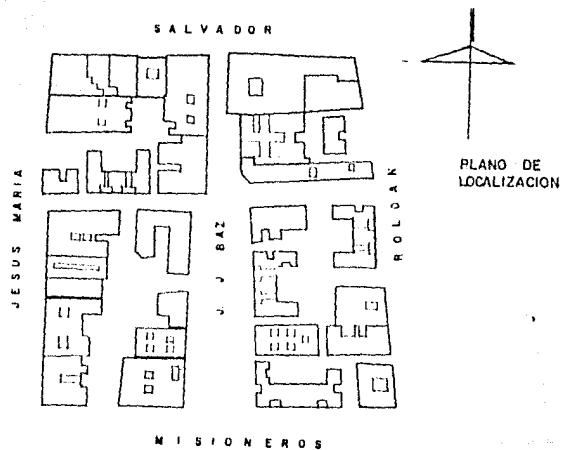 SALVADOR
JESUS MARIA
J. J BAZ
ROLDAN
PLANO DE
LOCALIZACION
MISIONEROS